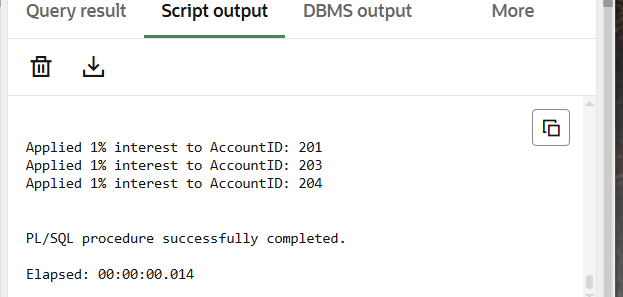 Query result Script output DBMS output More
Applied 1% interest to AccountID: 201
Applied 1% interest to AccountID: 203
Applied 1% interest to AccountID: 204
PL/SQL procedure successfully completed.
Elapsed: 00:00:00.014